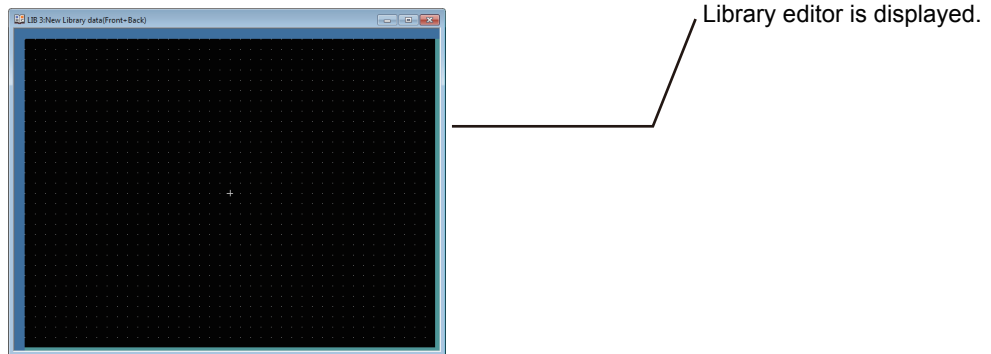 LIB 3:New Library data(Front+Back)
Library editor is displayed.